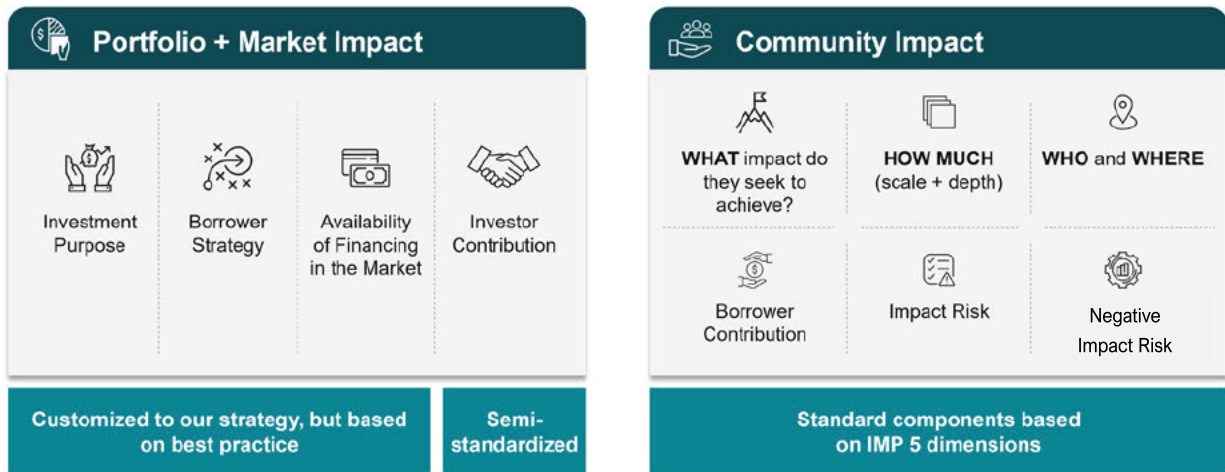 Portfolio + Market Impact
Investment
Purpose
Borrower
Strategy
Availability
of Financing
in the Market
Investor
Contribution
Customized to our strategy, but based
on best practice
Semi-
standardized
Community Impact
WHAT impact do
they seek to
achieve?
HOW MUCH
(scale + depth)
WHO and WHERE
Borrower
Contribution
Impact Risk
Negative
Impact Risk
Standard components based
on IMP 5 dimensions